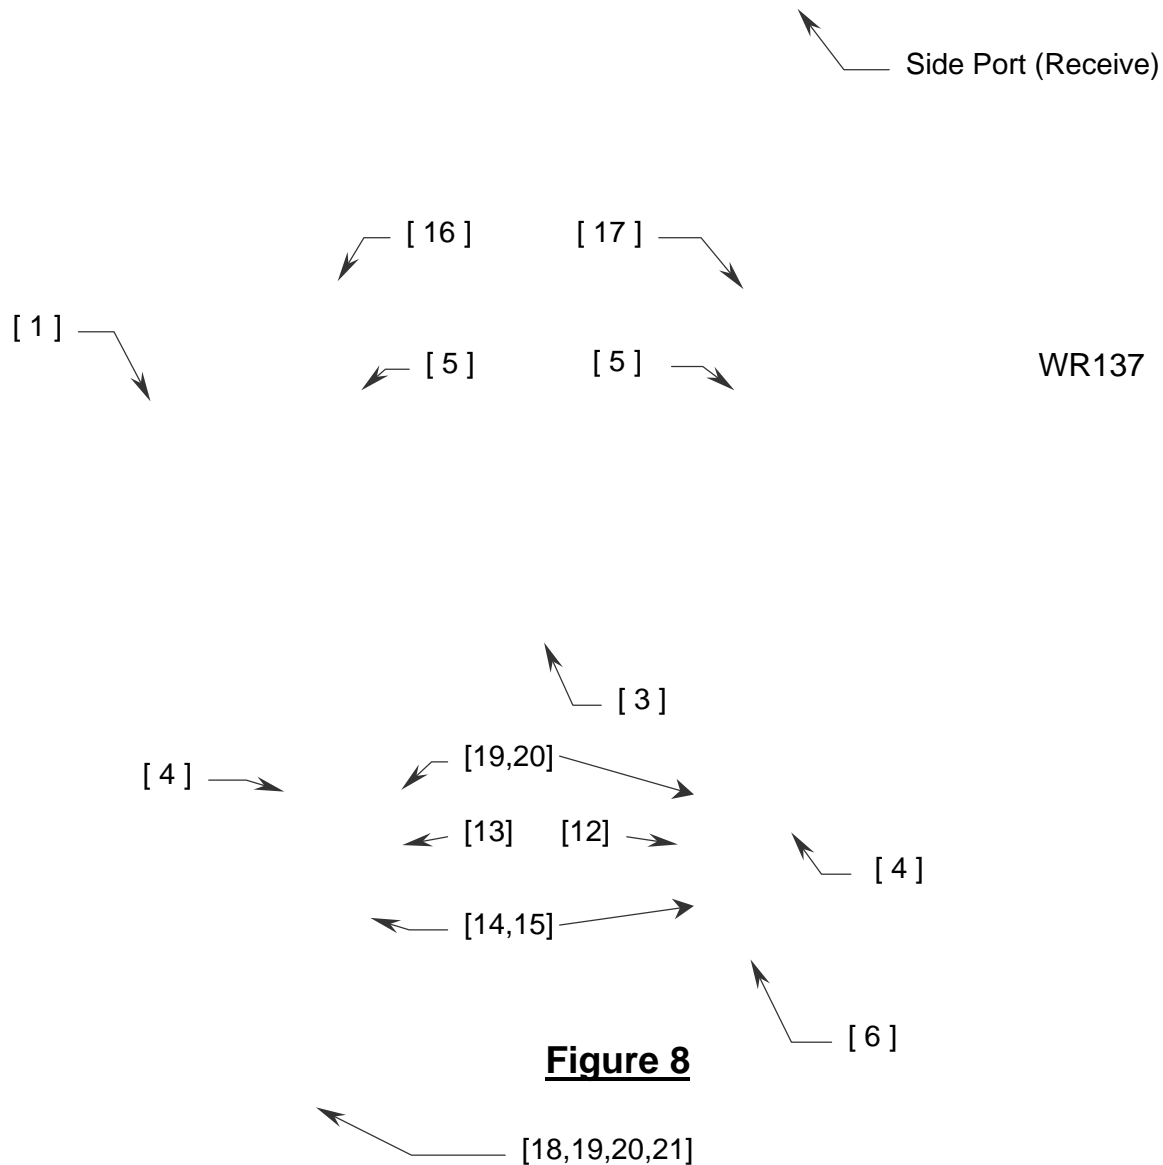 Side Port (Receive)
[ 16 ] [ 17 ]
[ 1 ]
[ 5 ] [ 5 ] WR137
[ 3 ]
[19,20]
[ 4 ]
[13] [12]
[ 4 ]
[14,15]
[ 6 ]
Figure 8
[18,19,20,21]